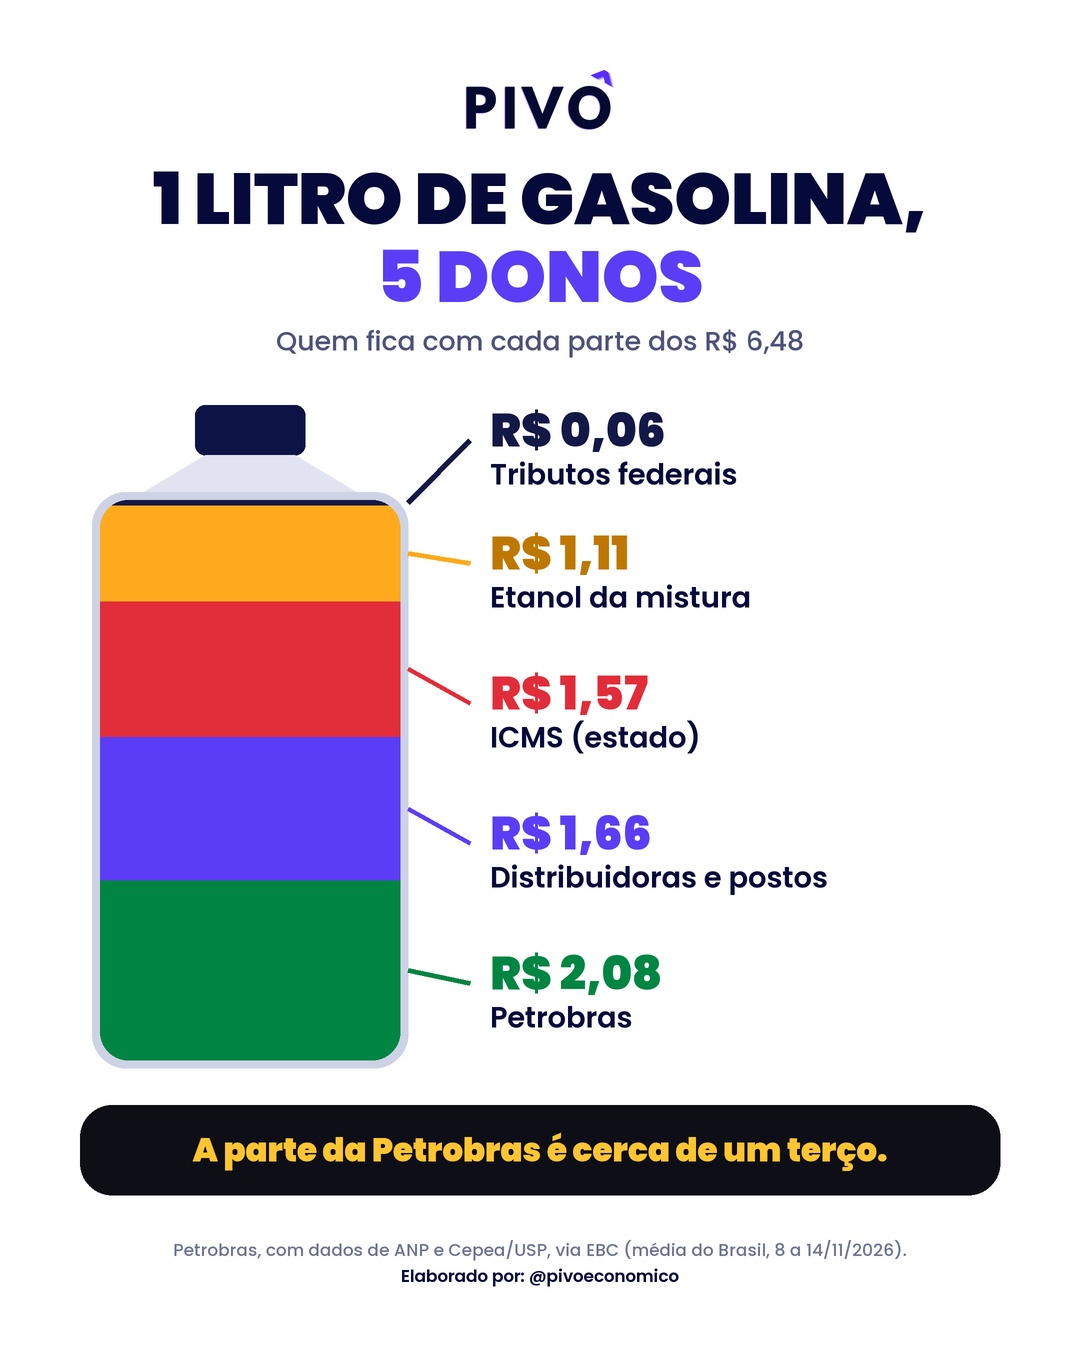 PIVÔ
1 LITRO DE GASOLINA,
5 DONOS
Quem fica com cada parte dos R$ 6,48
R$ 0,06
Tributos federais
R$ 1,11
Etanol da mistura
R$ 1,57
ICMS (estado)
R$ 1,66
Distribuidoras e postos
R$ 2,08
Petrobras
A parte da Petrobras é cerca de um terço.
Petrobras, com dados de ANP e Cepea/USP, via EBC (média do Brasil, 8 a 14/11/2026).
Elaborado por: @pivoeconomico